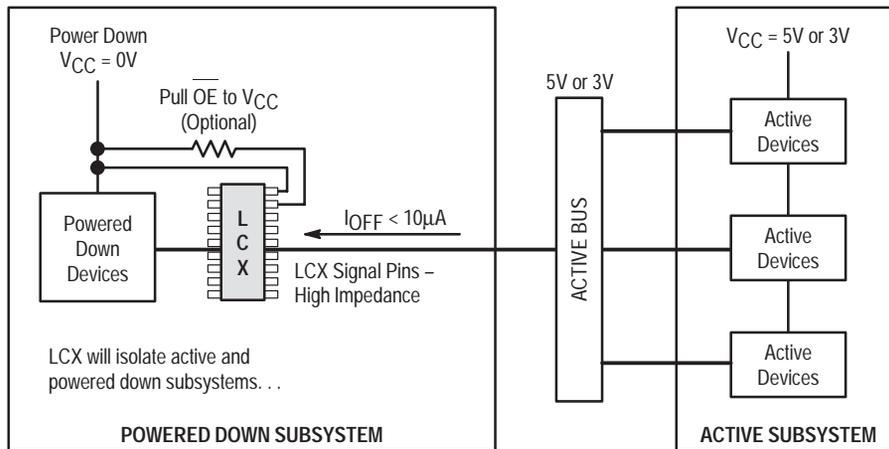 Power Down
VCC = 0V
Pull OE to VCC
(Optional)
L
C
X
Powered
Down
Devices
IOFF < 10µA
LCX Signal Pins –
High Impedance
LCX will isolate active and
powered down subsystems. . .
POWERED DOWN SUBSYSTEM
5V or 3V
ACTIVE BUS
VCC = 5V or 3V
Active
Devices
Active
Devices
Active
Devices
ACTIVE SUBSYSTEM